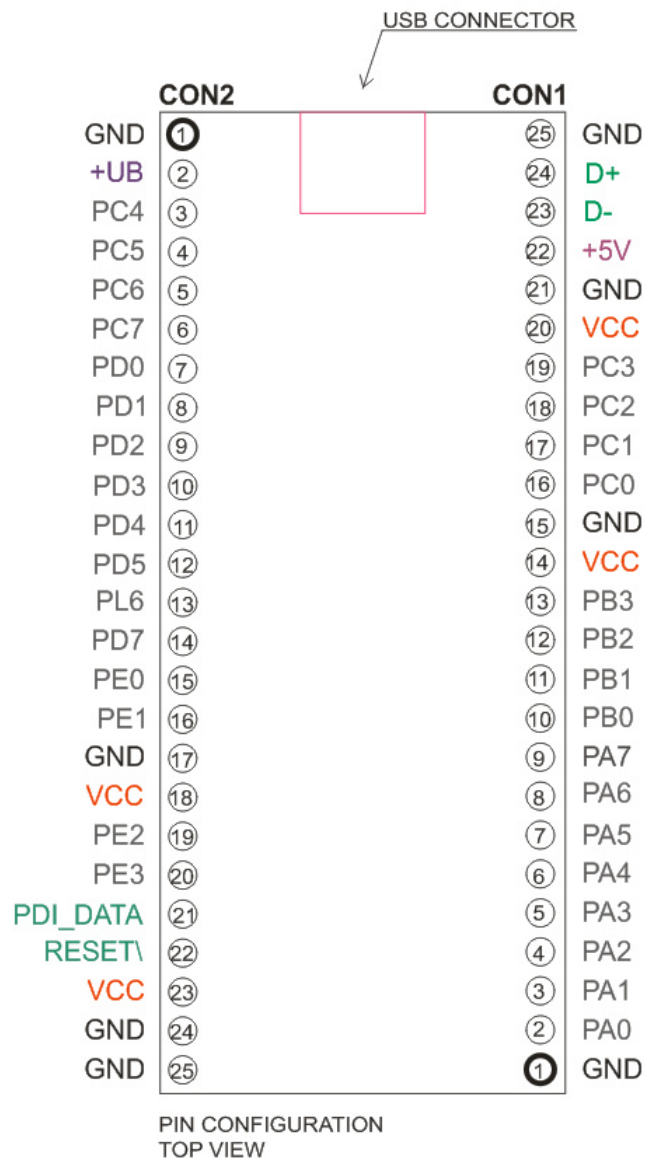 USB CONNECTOR
CON2 CON1
GND 1 25 GND
+UB 2 24 D+
PC4 3 23 D-
PC5 4 22 +5V
PC6 5 21 GND
PC7 6 20 VCC
PD0 7 19 PC3
PD1 8 18 PC2
PD2 9 17 PC1
PD3 10 16 PC0
PD4 11 15 GND
PD5 12 14 VCC
PL6 13 13 PB3
PD7 14 12 PB2
PE0 15 11 PB1
PE1 16 10 PB0
GND 17 9 PA7
VCC 18 8 PA6
PE2 19 7 PA5
PE3 20 6 PA4
PDI_DATA 21 5 PA3
RESET\ 22 4 PA2
VCC 23 3 PA1
GND 24 2 PA0
GND 25 1 GND
PIN CONFIGURATION
TOP VIEW